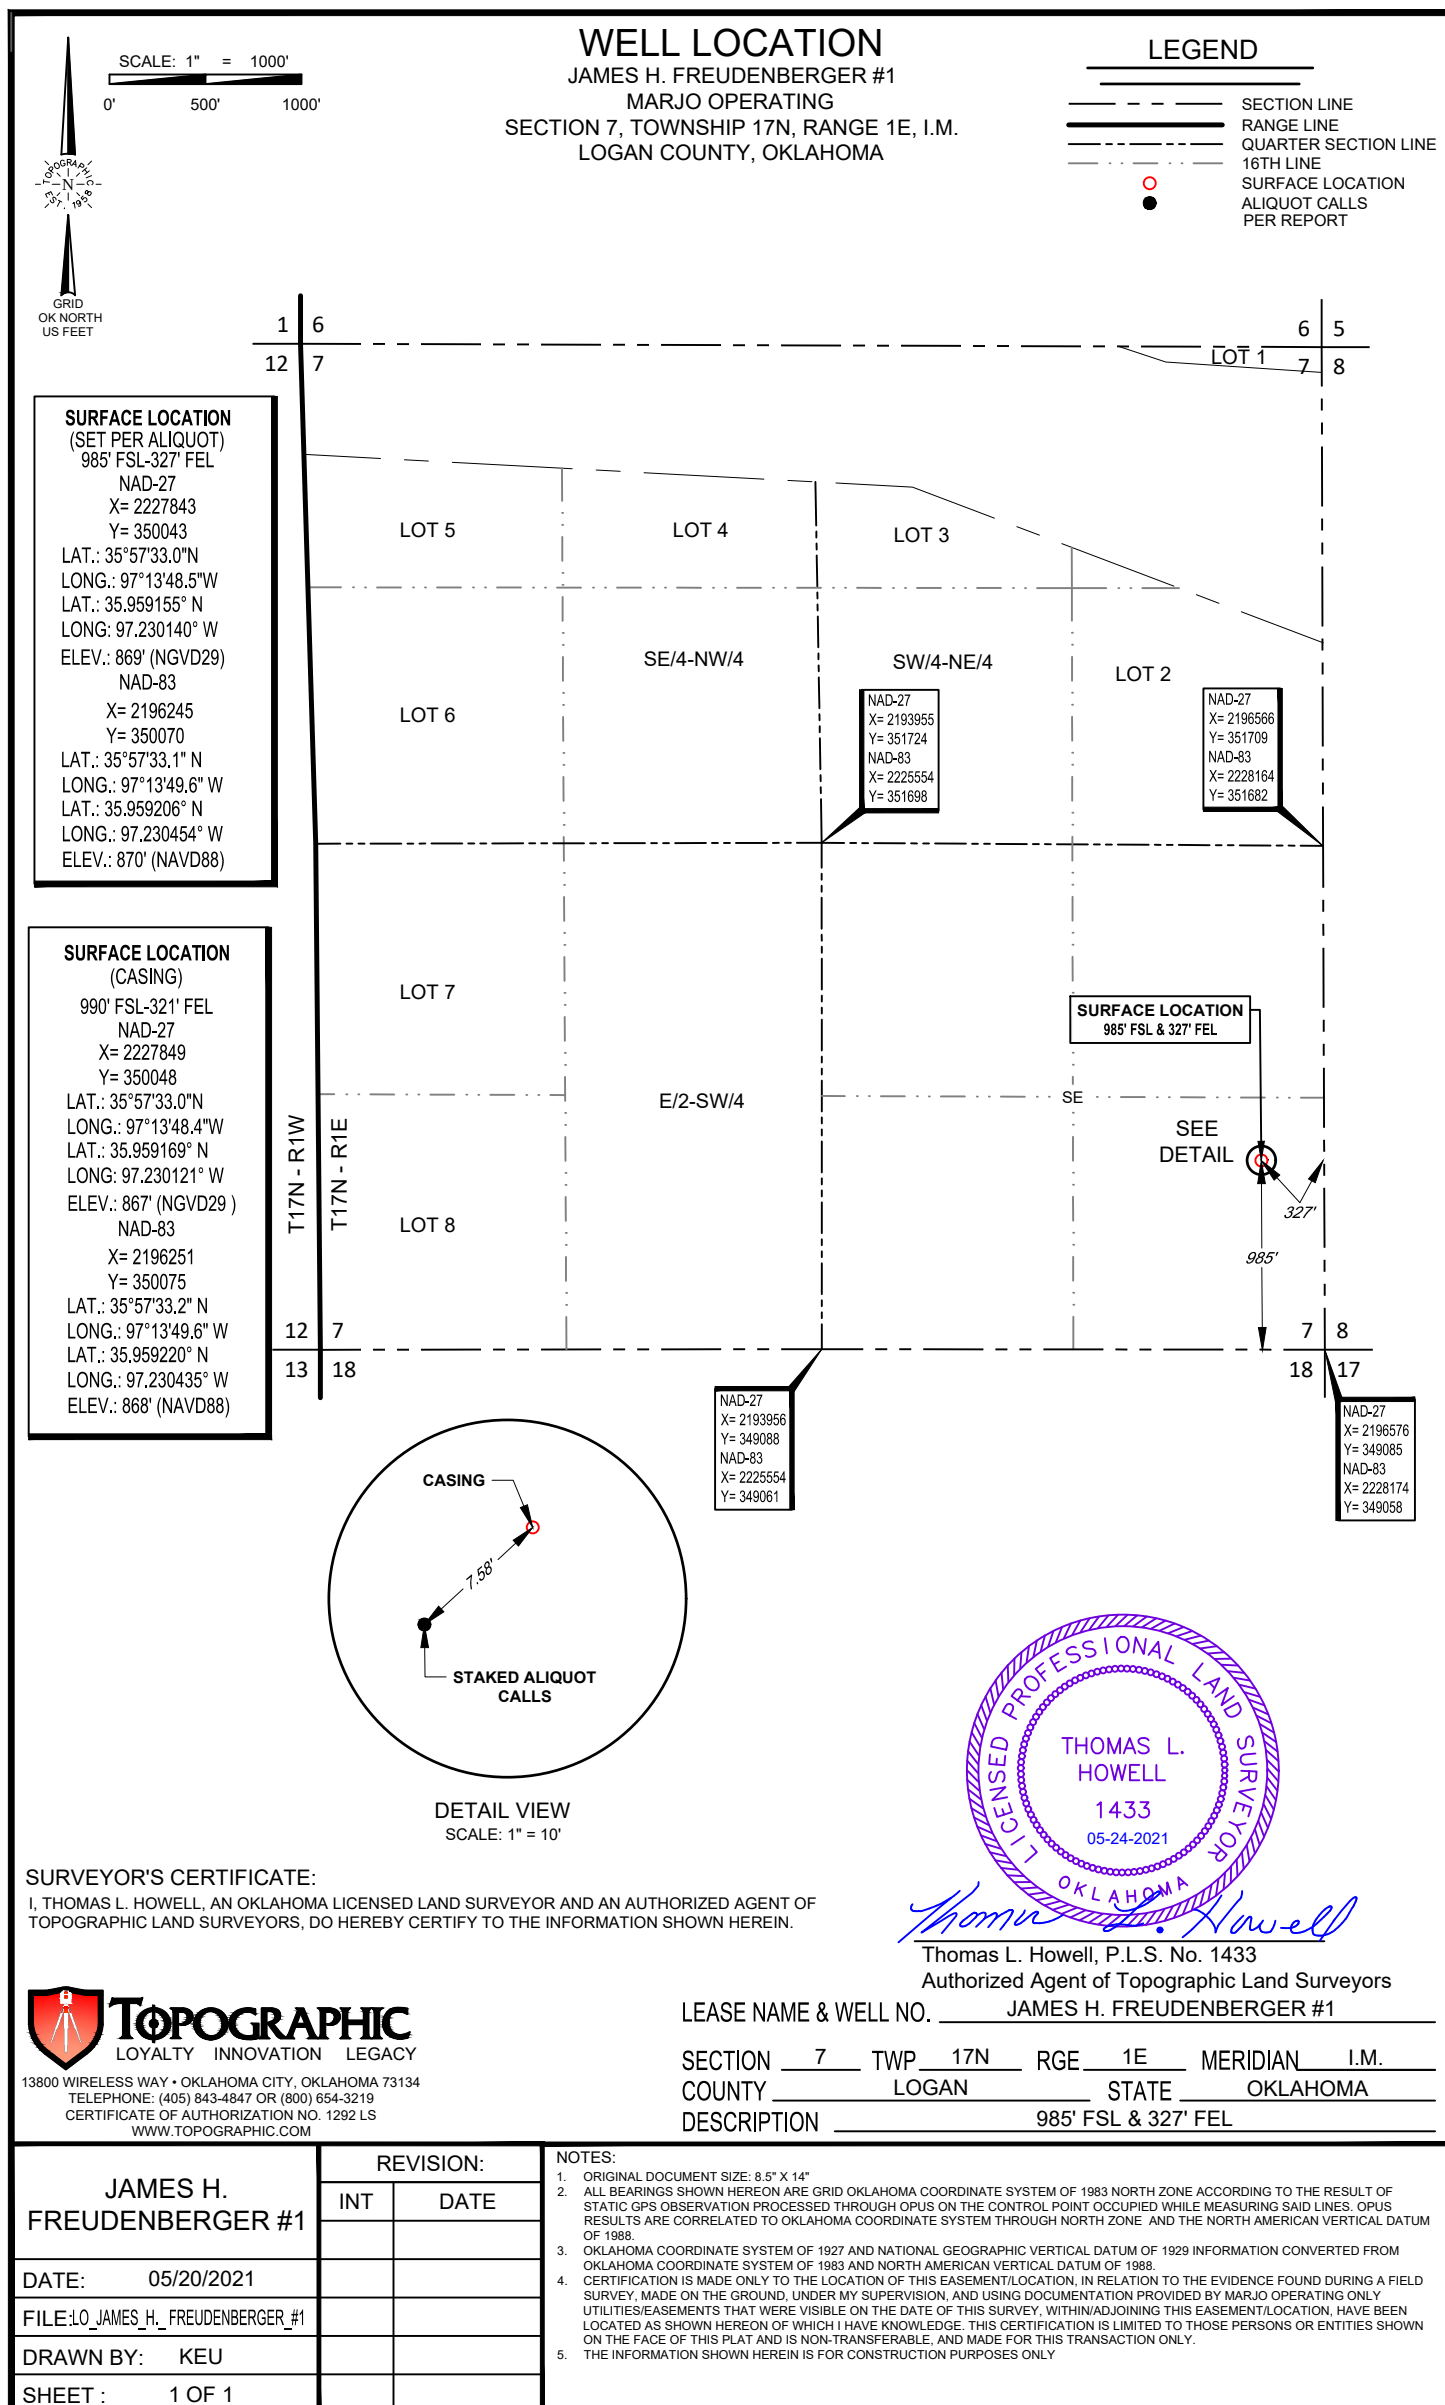 WELL LOCATION
JAMES H. FREUDENBERGER #1
MARJO OPERATING
SECTION 7, TOWNSHIP 17N, RANGE 1E, I.M.
LOGAN COUNTY, OKLAHOMA
SCALE: 1" = 1000'
0' 500' 1000'
TOPOGRAPHIC
N
EST. 1958
GRID
OK NORTH
US FEET
LEGEND
SECTION LINE
RANGE LINE
QUARTER SECTION LINE
16TH LINE
SURFACE LOCATION
ALIQUOT CALLS
PER REPORT
1 6
12 7
6 5
7 8
LOT 1
SURFACE LOCATION
(SET PER ALIQUOT)
985' FSL-327' FEL
NAD-27
X= 2227843
Y= 350043
LAT.: 35°57'33.0"N
LONG.: 97°13'48.5"W
LAT.: 35.959155° N
LONG: 97.230140° W
ELEV.: 869' (NGVD29)
NAD-83
X= 2196245
Y= 350070
LAT.: 35°57'33.1" N
LONG.: 97°13'49.6" W
LAT.: 35.959206° N
LONG.: 97.230454° W
ELEV.: 870' (NAVD88)
SURFACE LOCATION
(CASING)
990' FSL-321' FEL
NAD-27
X= 2227849
Y= 350048
LAT.: 35°57'33.0"N
LONG.: 97°13'48.4"W
LAT.: 35.959169° N
LONG: 97.230121° W
ELEV.: 867' (NGVD29 )
NAD-83
X= 2196251
Y= 350075
LAT.: 35°57'33.2" N
LONG.: 97°13'49.6" W
LAT.: 35.959220° N
LONG.: 97.230435° W
ELEV.: 868' (NAVD88)
LOT 5
LOT 4
LOT 3
SE/4-NW/4
SW/4-NE/4
LOT 2
LOT 6
NAD-27
X= 2193955
Y= 351724
NAD-83
X= 2225554
Y= 351698
NAD-27
X= 2196566
Y= 351709
NAD-83
X= 2228164
Y= 351682
LOT 7
SURFACE LOCATION
985' FSL & 327' FEL
E/2-SW/4
SE
SEE
DETAIL
327'
985'
T17N - R1W
T17N - R1E
LOT 8
12 7
13 18
7 8
18 17
NAD-27
X= 2193956
Y= 349088
NAD-83
X= 2225554
Y= 349061
NAD-27
X= 2196576
Y= 349085
NAD-83
X= 2228174
Y= 349058
CASING
7.58'
STAKED ALIQUOT
CALLS
DETAIL VIEW
SCALE: 1" = 10'
LICENSED PROFESSIONAL LAND SURVEYOR
THOMAS L.
HOWELL
1433
05-24-2021
OKLAHOMA
SURVEYOR'S CERTIFICATE:
I, THOMAS L. HOWELL, AN OKLAHOMA LICENSED LAND SURVEYOR AND AN AUTHORIZED AGENT OF
TOPOGRAPHIC LAND SURVEYORS, DO HEREBY CERTIFY TO THE INFORMATION SHOWN HEREIN.
Thomas L. Howell
Thomas L. Howell, P.L.S. No. 1433
Authorized Agent of Topographic Land Surveyors
TOPOGRAPHIC
LOYALTY INNOVATION LEGACY
13800 WIRELESS WAY • OKLAHOMA CITY, OKLAHOMA 73134
TELEPHONE: (405) 843-4847 OR (800) 654-3219
CERTIFICATE OF AUTHORIZATION NO. 1292 LS
WWW.TOPOGRAPHIC.COM
LEASE NAME & WELL NO. JAMES H. FREUDENBERGER #1
SECTION 7 TWP 17N RGE 1E MERIDIAN I.M.
COUNTY LOGAN STATE OKLAHOMA
DESCRIPTION 985' FSL & 327' FEL
JAMES H.
FREUDENBERGER #1
DATE: 05/20/2021
FILE:LO_JAMES_H._FREUDENBERGER_#1
DRAWN BY: KEU
SHEET : 1 OF 1
REVISION:
INT DATE
NOTES:
1. ORIGINAL DOCUMENT SIZE: 8.5" X 14"
2. ALL BEARINGS SHOWN HEREON ARE GRID OKLAHOMA COORDINATE SYSTEM OF 1983 NORTH ZONE ACCORDING TO THE RESULT OF
STATIC GPS OBSERVATION PROCESSED THROUGH OPUS ON THE CONTROL POINT OCCUPIED WHILE MEASURING SAID LINES. OPUS
RESULTS ARE CORRELATED TO OKLAHOMA COORDINATE SYSTEM THROUGH NORTH ZONE AND THE NORTH AMERICAN VERTICAL DATUM
OF 1988.
3. OKLAHOMA COORDINATE SYSTEM OF 1927 AND NATIONAL GEOGRAPHIC VERTICAL DATUM OF 1929 INFORMATION CONVERTED FROM
OKLAHOMA COORDINATE SYSTEM OF 1983 AND NORTH AMERICAN VERTICAL DATUM OF 1988.
4. CERTIFICATION IS MADE ONLY TO THE LOCATION OF THIS EASEMENT/LOCATION, IN RELATION TO THE EVIDENCE FOUND DURING A FIELD
SURVEY, MADE ON THE GROUND, UNDER MY SUPERVISION, AND USING DOCUMENTATION PROVIDED BY MARJO OPERATING ONLY
UTILITIES/EASEMENTS THAT WERE VISIBLE ON THE DATE OF THIS SURVEY, WITHIN/ADJOINING THIS EASEMENT/LOCATION, HAVE BEEN
LOCATED AS SHOWN HEREON OF WHICH I HAVE KNOWLEDGE. THIS CERTIFICATION IS LIMITED TO THOSE PERSONS OR ENTITIES SHOWN
ON THE FACE OF THIS PLAT AND IS NON-TRANSFERABLE, AND MADE FOR THIS TRANSACTION ONLY.
5. THE INFORMATION SHOWN HEREIN IS FOR CONSTRUCTION PURPOSES ONLY